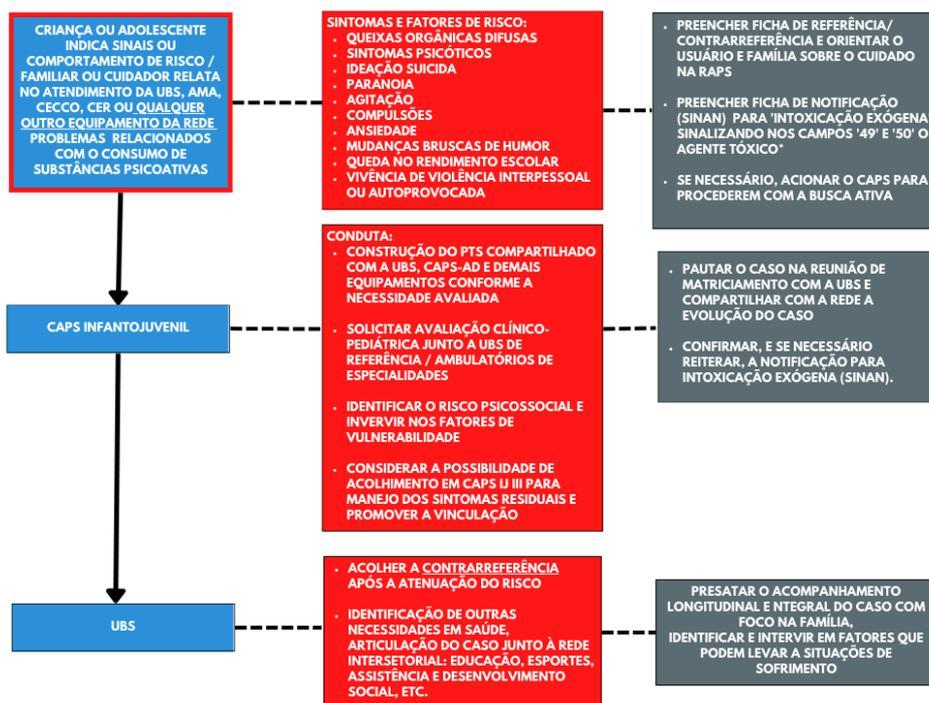 CRIANÇA OU ADOLESCENTE
INDICA SINAIS OU
COMPORTAMENTO DE RISCO /
FAMILIAR OU CUIDADOR RELATA
NO ATENDIMENTO DA UBS, AMA,
CECCO, CER OU QUALQUER
OUTRO EQUIPAMENTO DA REDE
PROBLEMAS RELACIONADOS
COM O CONSUMO DE
SUBSTÂNCIAS PSICOATIVAS
SINTOMAS E FATORES DE RISCO:
• QUEIXAS ORGÂNICAS DIFUSAS
• SINTOMAS PSICÓTICOS
• IDEAÇÃO SUICIDA
• PARANOIA
• AGITAÇÃO
• COMPULSÕES
• ANSIEDADE
• MUDANÇAS BRUSCAS DE HUMOR
• QUEDA NO RENDIMENTO ESCOLAR
• VIVÊNCIA DE VIOLÊNCIA INTERPESSOAL
OU AUTOPROVOCADA
• PREENCHER FICHA DE REFERÊNCIA/
CONTRARREFERÊNCIA E ORIENTAR O
USUÁRIO E FAMÍLIA SOBRE O CUIDADO
NA RAPS
• PREENCHER FICHA DE NOTIFICAÇÃO
(SINAN) PARA 'INTOXICAÇÃO EXÓGENA'
SINALIZANDO NOS CAMPOS '49' E '50' O
AGENTE TÓXICO*
• SE NECESSÁRIO, ACIONAR O CAPS PARA
PROCEDEREM COM A BUSCA ATIVA
CAPS INFANTOJUVENIL
CONDUTA:
• CONSTRUÇÃO DO PTS COMPARTILHADO
COM A UBS, CAPS-AD E DEMAIS
EQUIPAMENTOS CONFORME A
NECESSIDADE AVALIADA
• SOLICITAR AVALIAÇÃO CLÍNICO-
PEDIÁTRICA JUNTO A UBS DE
REFERÊNCIA / AMBULATÓRIOS DE
ESPECIALIDADES
• IDENTIFICAR O RISCO PSICOSSOCIAL E
INVERVIR NOS FATORES DE
VULNERABILIDADE
• CONSIDERAR A POSSIBILIDADE DE
ACOLHIMENTO EM CAPS IJ III PARA
MANEJO DOS SINTOMAS RESIDUAIS E
PROMOVER A VINCULAÇÃO
• PAUTAR O CASO NA REUNIÃO DE
MATRICIAMENTO COM A UBS E
COMPARTILHAR COM A REDE A
EVOLUÇÃO DO CASO
• CONFIRMAR, E SE NECESSÁRIO
REITERAR, A NOTIFICAÇÃO PARA
INTOXICAÇÃO EXÓGENA (SINAN).
UBS
• ACOLHER A CONTRARREFERÊNCIA
APÓS A ATENUAÇÃO DO RISCO
• IDENTIFICAÇÃO DE OUTRAS
NECESSIDADES EM SAÚDE,
ARTICULAÇÃO DO CASO JUNTO À REDE
INTERSETORIAL: EDUCAÇÃO, ESPORTES,
ASSISTÊNCIA E DESENVOLVIMENTO
SOCIAL, ETC.
PRESATAR O ACOMPANHAMENTO
LONGITUDINAL E NTEGRAL DO CASO COM
FOCO NA FAMÍLIA,
IDENTIFICAR E INTERVIR EM FATORES QUE
PODEM LEVAR A SITUAÇÕES DE
SOFRIMENTO